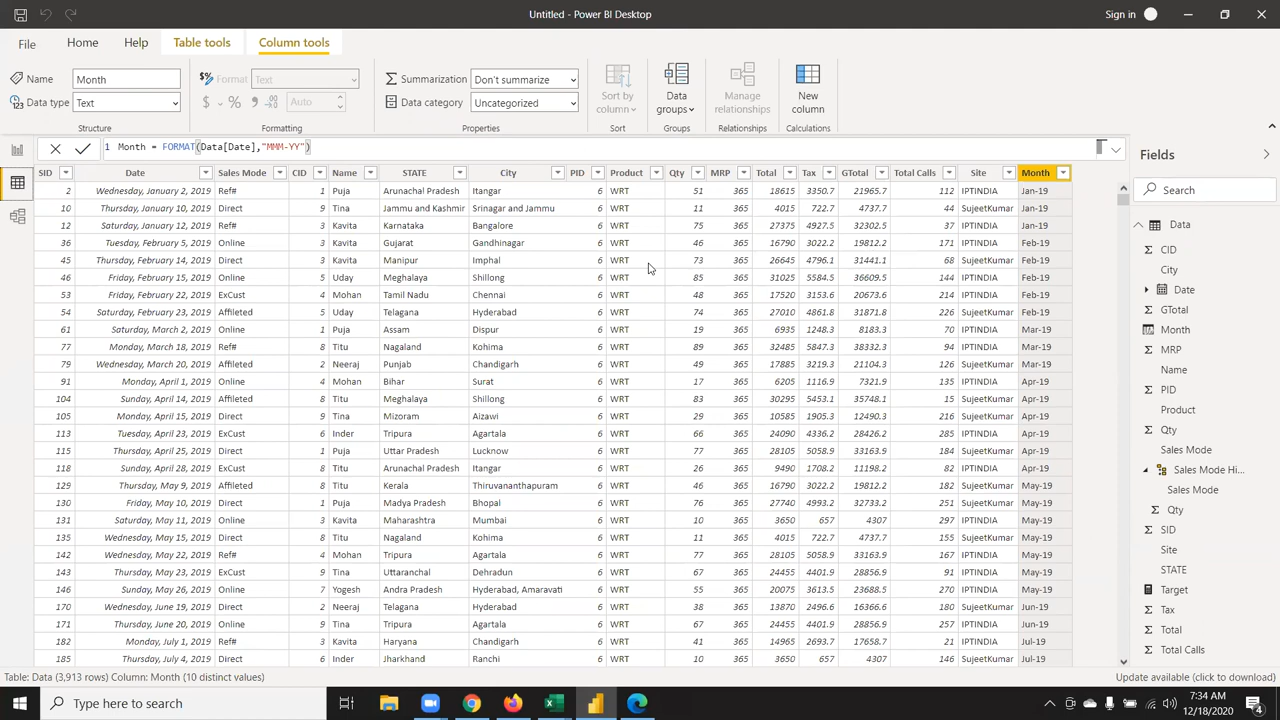 Untitled - Power BI Desktop
Sign in
File Home Help Table tools Column tools
Name Month
Data type Text
Structure
Format Text
$ % Auto
Formatting
Summarization Don't summarize
Data category Uncategorized
Properties
Sort by column
Sort
Data groups
Groups
Manage relationships
Relationships
New column
Calculations
1 Month = FORMAT(Data[Date],"MMM-YY")
SID Date Sales Mode CID Name STATE City PID Product Qty MRP Total Tax GTotal Total Calls Site Month
2 Wednesday, January 2, 2019 Ref# 1 Puja Arunachal Pradesh Itangar 6 WRT 51 365 18615 3350.7 21965.7 112 IPTINDIA Jan-19
10 Thursday, January 10, 2019 Direct 9 Tina Jammu and Kashmir Srinagar and Jammu 6 WRT 11 365 4015 722.7 4737.7 44 SujeetKumar Jan-19
12 Saturday, January 12, 2019 Ref# 3 Kavita Karnataka Bangalore 6 WRT 75 365 27375 4927.5 32302.5 37 IPTINDIA Jan-19
36 Tuesday, February 5, 2019 Online 3 Kavita Gujarat Gandhinagar 6 WRT 46 365 16790 3022.2 19812.2 171 IPTINDIA Feb-19
45 Thursday, February 14, 2019 Direct 3 Kavita Manipur Imphal 6 WRT 73 365 26645 4796.1 31441.1 68 SujeetKumar Feb-19
46 Friday, February 15, 2019 Online 5 Uday Meghalaya Shillong 6 WRT 85 365 31025 5584.5 36609.5 144 IPTINDIA Feb-19
53 Friday, February 22, 2019 ExCust 4 Mohan Tamil Nadu Chennai 6 WRT 48 365 17520 3153.6 20673.6 214 IPTINDIA Feb-19
54 Saturday, February 23, 2019 Affileted 5 Uday Telagana Hyderabad 6 WRT 74 365 27010 4861.8 31871.8 226 SujeetKumar Feb-19
61 Saturday, March 2, 2019 Online 1 Puja Assam Dispur 6 WRT 19 365 6935 1248.3 8183.3 70 IPTINDIA Mar-19
77 Monday, March 18, 2019 Ref# 8 Titu Nagaland Kohima 6 WRT 89 365 32485 5847.3 38332.3 94 IPTINDIA Mar-19
79 Wednesday, March 20, 2019 Affileted 2 Neeraj Punjab Chandigarh 6 WRT 49 365 17885 3219.3 21104.3 126 SujeetKumar Mar-19
91 Monday, April 1, 2019 Online 4 Mohan Bihar Surat 6 WRT 17 365 6205 1116.9 7321.9 135 IPTINDIA Apr-19
104 Sunday, April 14, 2019 Affileted 8 Titu Meghalaya Shillong 6 WRT 83 365 30295 5453.1 35748.1 15 SujeetKumar Apr-19
105 Monday, April 15, 2019 Direct 9 Tina Mizoram Aizawi 6 WRT 29 365 10585 1905.3 12490.3 216 SujeetKumar Apr-19
113 Tuesday, April 23, 2019 ExCust 6 Inder Tripura Agartala 6 WRT 66 365 24090 4336.2 28426.2 285 IPTINDIA Apr-19
115 Thursday, April 25, 2019 Direct 1 Puja Uttar Pradesh Lucknow 6 WRT 77 365 28105 5058.9 33163.9 184 SujeetKumar Apr-19
118 Sunday, April 28, 2019 ExCust 8 Titu Arunachal Pradesh Itangar 6 WRT 26 365 9490 1708.2 11198.2 82 IPTINDIA Apr-19
129 Thursday, May 9, 2019 Affileted 8 Titu Kerala Thiruvananthapuram 6 WRT 46 365 16790 3022.2 19812.2 182 SujeetKumar May-19
130 Friday, May 10, 2019 Direct 1 Puja Madya Pradesh Bhopal 6 WRT 76 365 27740 4993.2 32733.2 251 SujeetKumar May-19
131 Saturday, May 11, 2019 Online 3 Kavita Maharashtra Mumbai 6 WRT 10 365 3650 657 4307 297 IPTINDIA May-19
135 Wednesday, May 15, 2019 Direct 8 Titu Nagaland Kohima 6 WRT 11 365 4015 722.7 4737.7 155 SujeetKumar May-19
142 Wednesday, May 22, 2019 Ref# 4 Mohan Tripura Agartala 6 WRT 77 365 28105 5058.9 33163.9 167 IPTINDIA May-19
143 Thursday, May 23, 2019 ExCust 9 Tina Uttaranchal Dehradun 6 WRT 67 365 24455 4401.9 28856.9 91 IPTINDIA May-19
146 Sunday, May 26, 2019 Online 7 Yogesh Andra Pradesh Hyderabad, Amaravati 6 WRT 55 365 20075 3613.5 23688.5 270 IPTINDIA May-19
170 Wednesday, June 19, 2019 Direct 2 Neeraj Telagana Hyderabad 6 WRT 38 365 13870 2496.6 16366.6 180 SujeetKumar Jun-19
171 Thursday, June 20, 2019 Online 9 Tina Tripura Agartala 6 WRT 67 365 24455 4401.9 28856.9 257 IPTINDIA Jun-19
182 Monday, July 1, 2019 Ref# 3 Kavita Haryana Chandigarh 6 WRT 41 365 14965 2693.7 17658.7 21 IPTINDIA Jul-19
185 Thursday, July 4, 2019 Direct 6 Inder Jharkhand Ranchi 6 WRT 10 365 3650 657 4307 146 SujeetKumar Jul-19
Fields
Search
Data
CID
City
Date
GTotal
Month
MRP
Name
PID
Product
Qty
Sales Mode
Sales Mode Hi...
Sales Mode
Qty
SID
Site
STATE
Target
Tax
Total
Total Calls
Table: Data (3,913 rows) Column: Month (10 distinct values)
Update available (click to download)
Type here to search
7:34 AM
12/18/2020
4